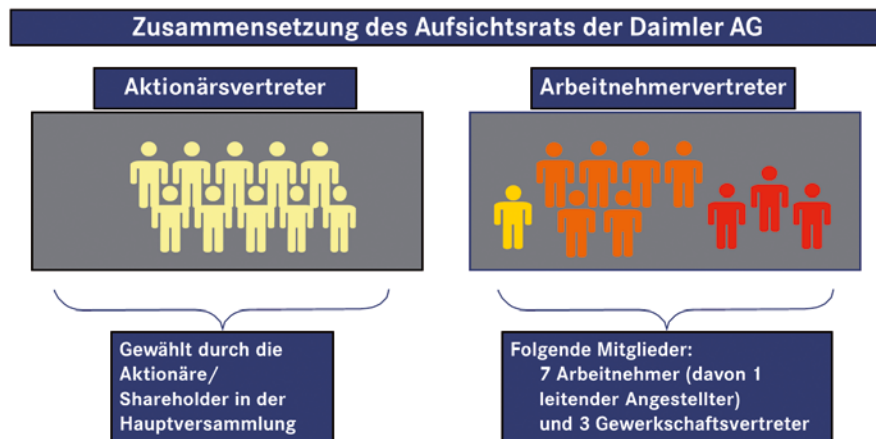 Zusammensetzung des Aufsichtsrats der Daimler AG
Aktionärsvertreter
Arbeitnehmervertreter
Gewählt durch die
Aktionäre/
Shareholder in der
Hauptversammlung
Folgende Mitglieder:
7 Arbeitnehmer (davon 1
leitender Angestellter)
und 3 Gewerkschaftsvertreter